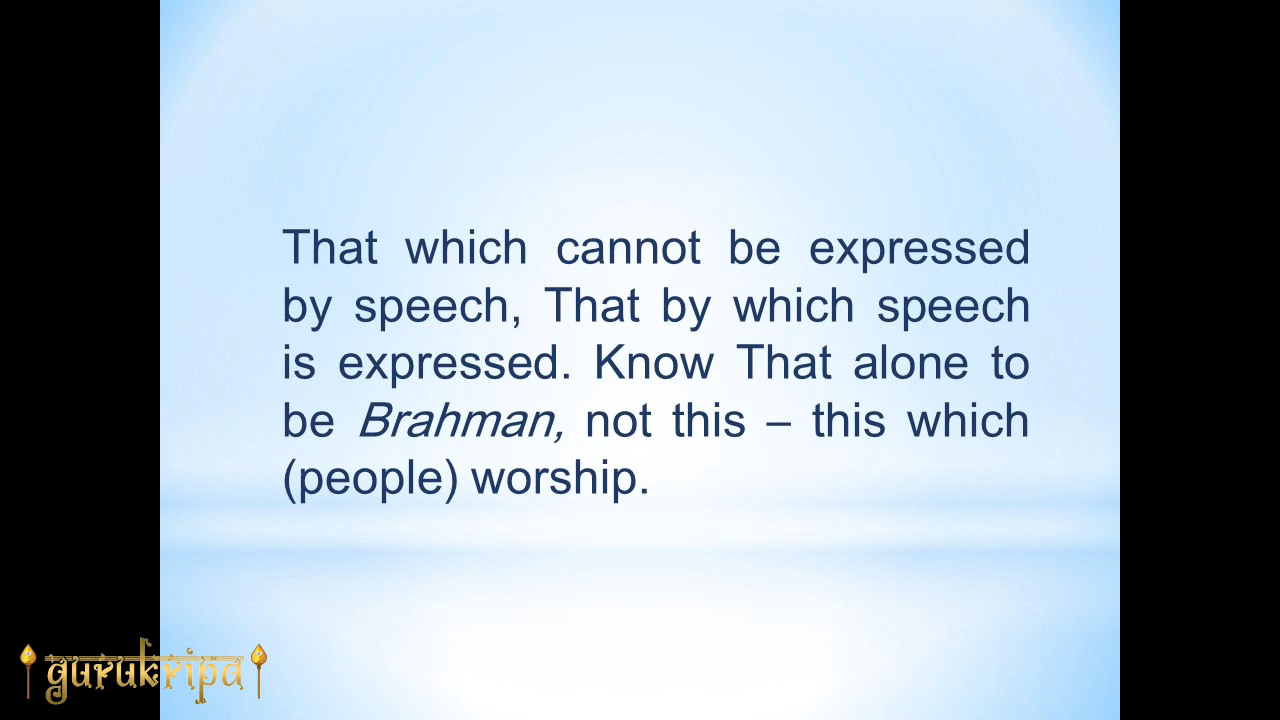 That which cannot be expressed
by speech, That by which speech
is expressed. Know That alone to
be Brahman, not this – this which
(people) worship.
gurukripa